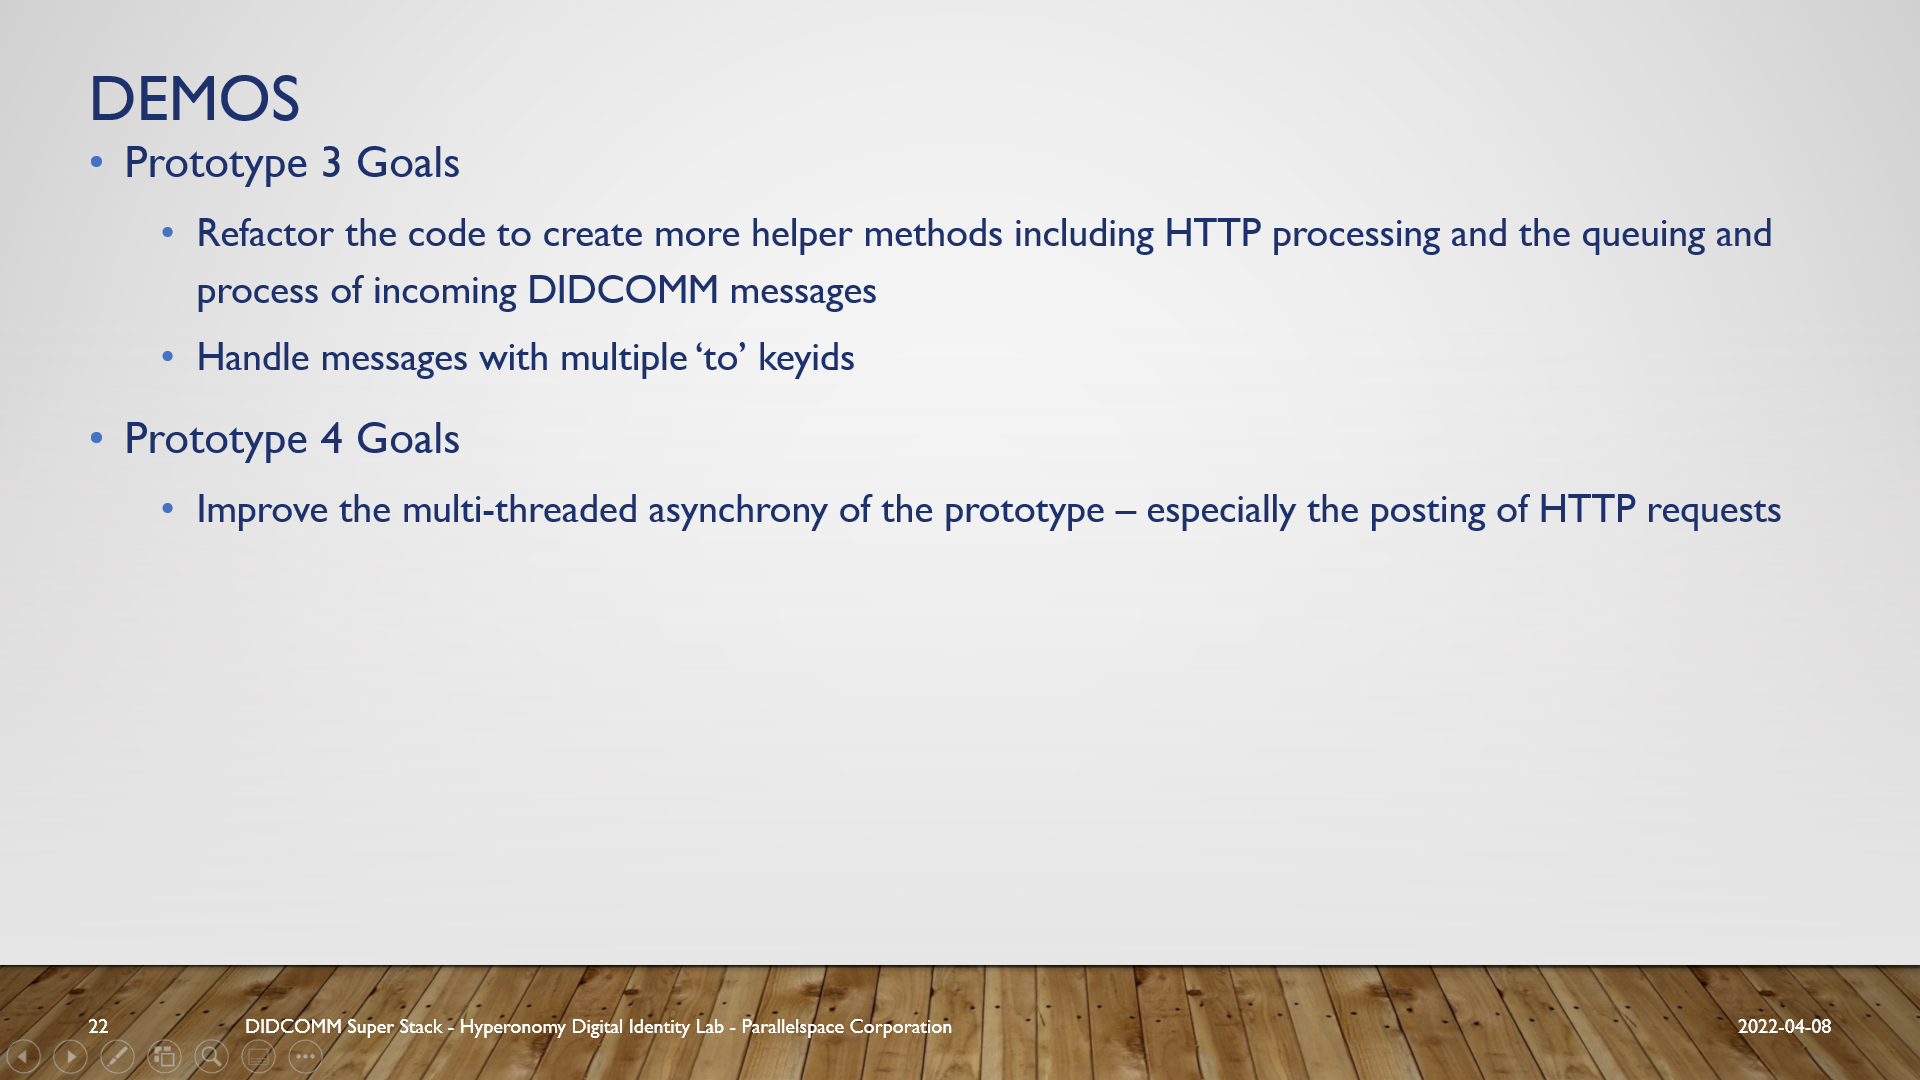 DEMOS
• Prototype 3 Goals
• Refactor the code to create more helper methods including HTTP processing and the queuing and
process of incoming DIDCOMM messages
• Handle messages with multiple ‘to’ keyids
• Prototype 4 Goals
• Improve the multi-threaded asynchrony of the prototype – especially the posting of HTTP requests
22 DIDCOMM Super Stack - Hyperonomy Digital Identity Lab - Parallelspace Corporation 2022-04-08